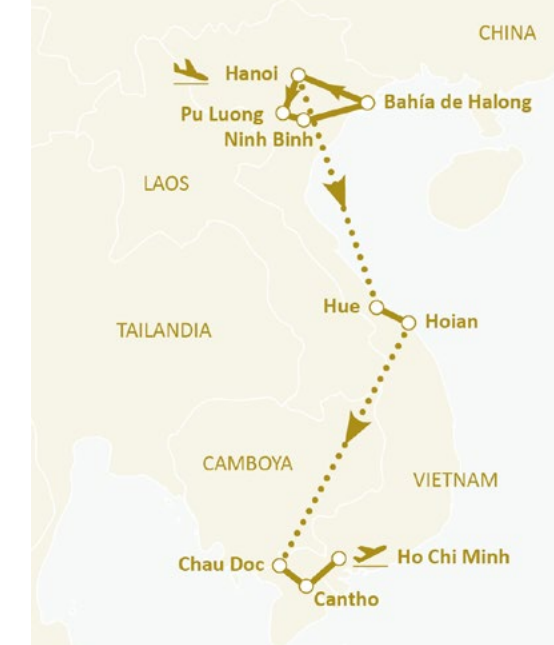 CHINA
Hanoi
Bahía de Halong
Pu Luong
Ninh Binh
LAOS
Hue
Hoian
TAILANDIA
CAMBOYA
VIETNAM
Chau Doc
Ho Chi Minh
Cantho